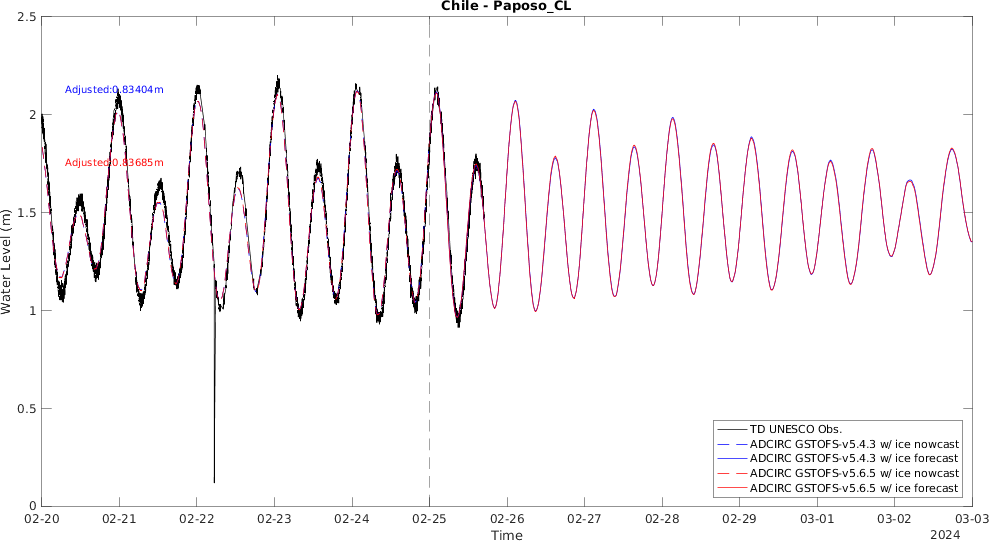 Chile - Paposo_CL
2.5
2
1.5
1
0.5
0
Water Level (m)
Adjusted:0.83404m
Adjusted:0.83685m
TD UNESCO Obs.
ADCIRC GSTOFS-v5.4.3 w/ ice nowcast
ADCIRC GSTOFS-v5.4.3 w/ ice forecast
ADCIRC GSTOFS-v5.6.5 w/ ice nowcast
ADCIRC GSTOFS-v5.6.5 w/ ice forecast
02-20 02-21 02-22 02-23 02-24 02-25 02-26 02-27 02-28 02-29 03-01 03-02 03-03
Time
2024